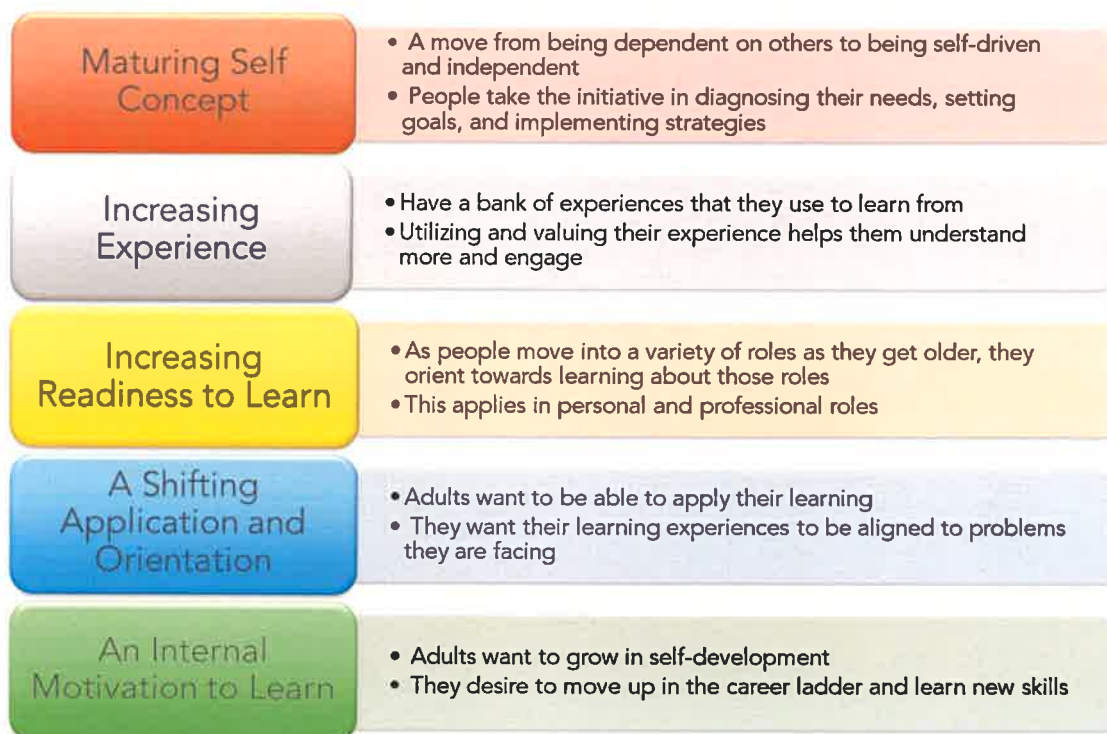 Maturing Self
Concept
• A move from being dependent on others to being self-driven
and independent
• People take the initiative in diagnosing their needs, setting
goals, and implementing strategies
Increasing
Experience
• Have a bank of experiences that they use to learn from
• Utilizing and valuing their experience helps them understand
more and engage
Increasing
Readiness to Learn
• As people move into a variety of roles as they get older, they
orient towards learning about those roles
• This applies in personal and professional roles
A Shifting
Application and
Orientation
• Adults want to be able to apply their learning
• They want their learning experiences to be aligned to problems
they are facing
An Internal
Motivation to Learn
• Adults want to grow in self-development
• They desire to move up in the career ladder and learn new skills